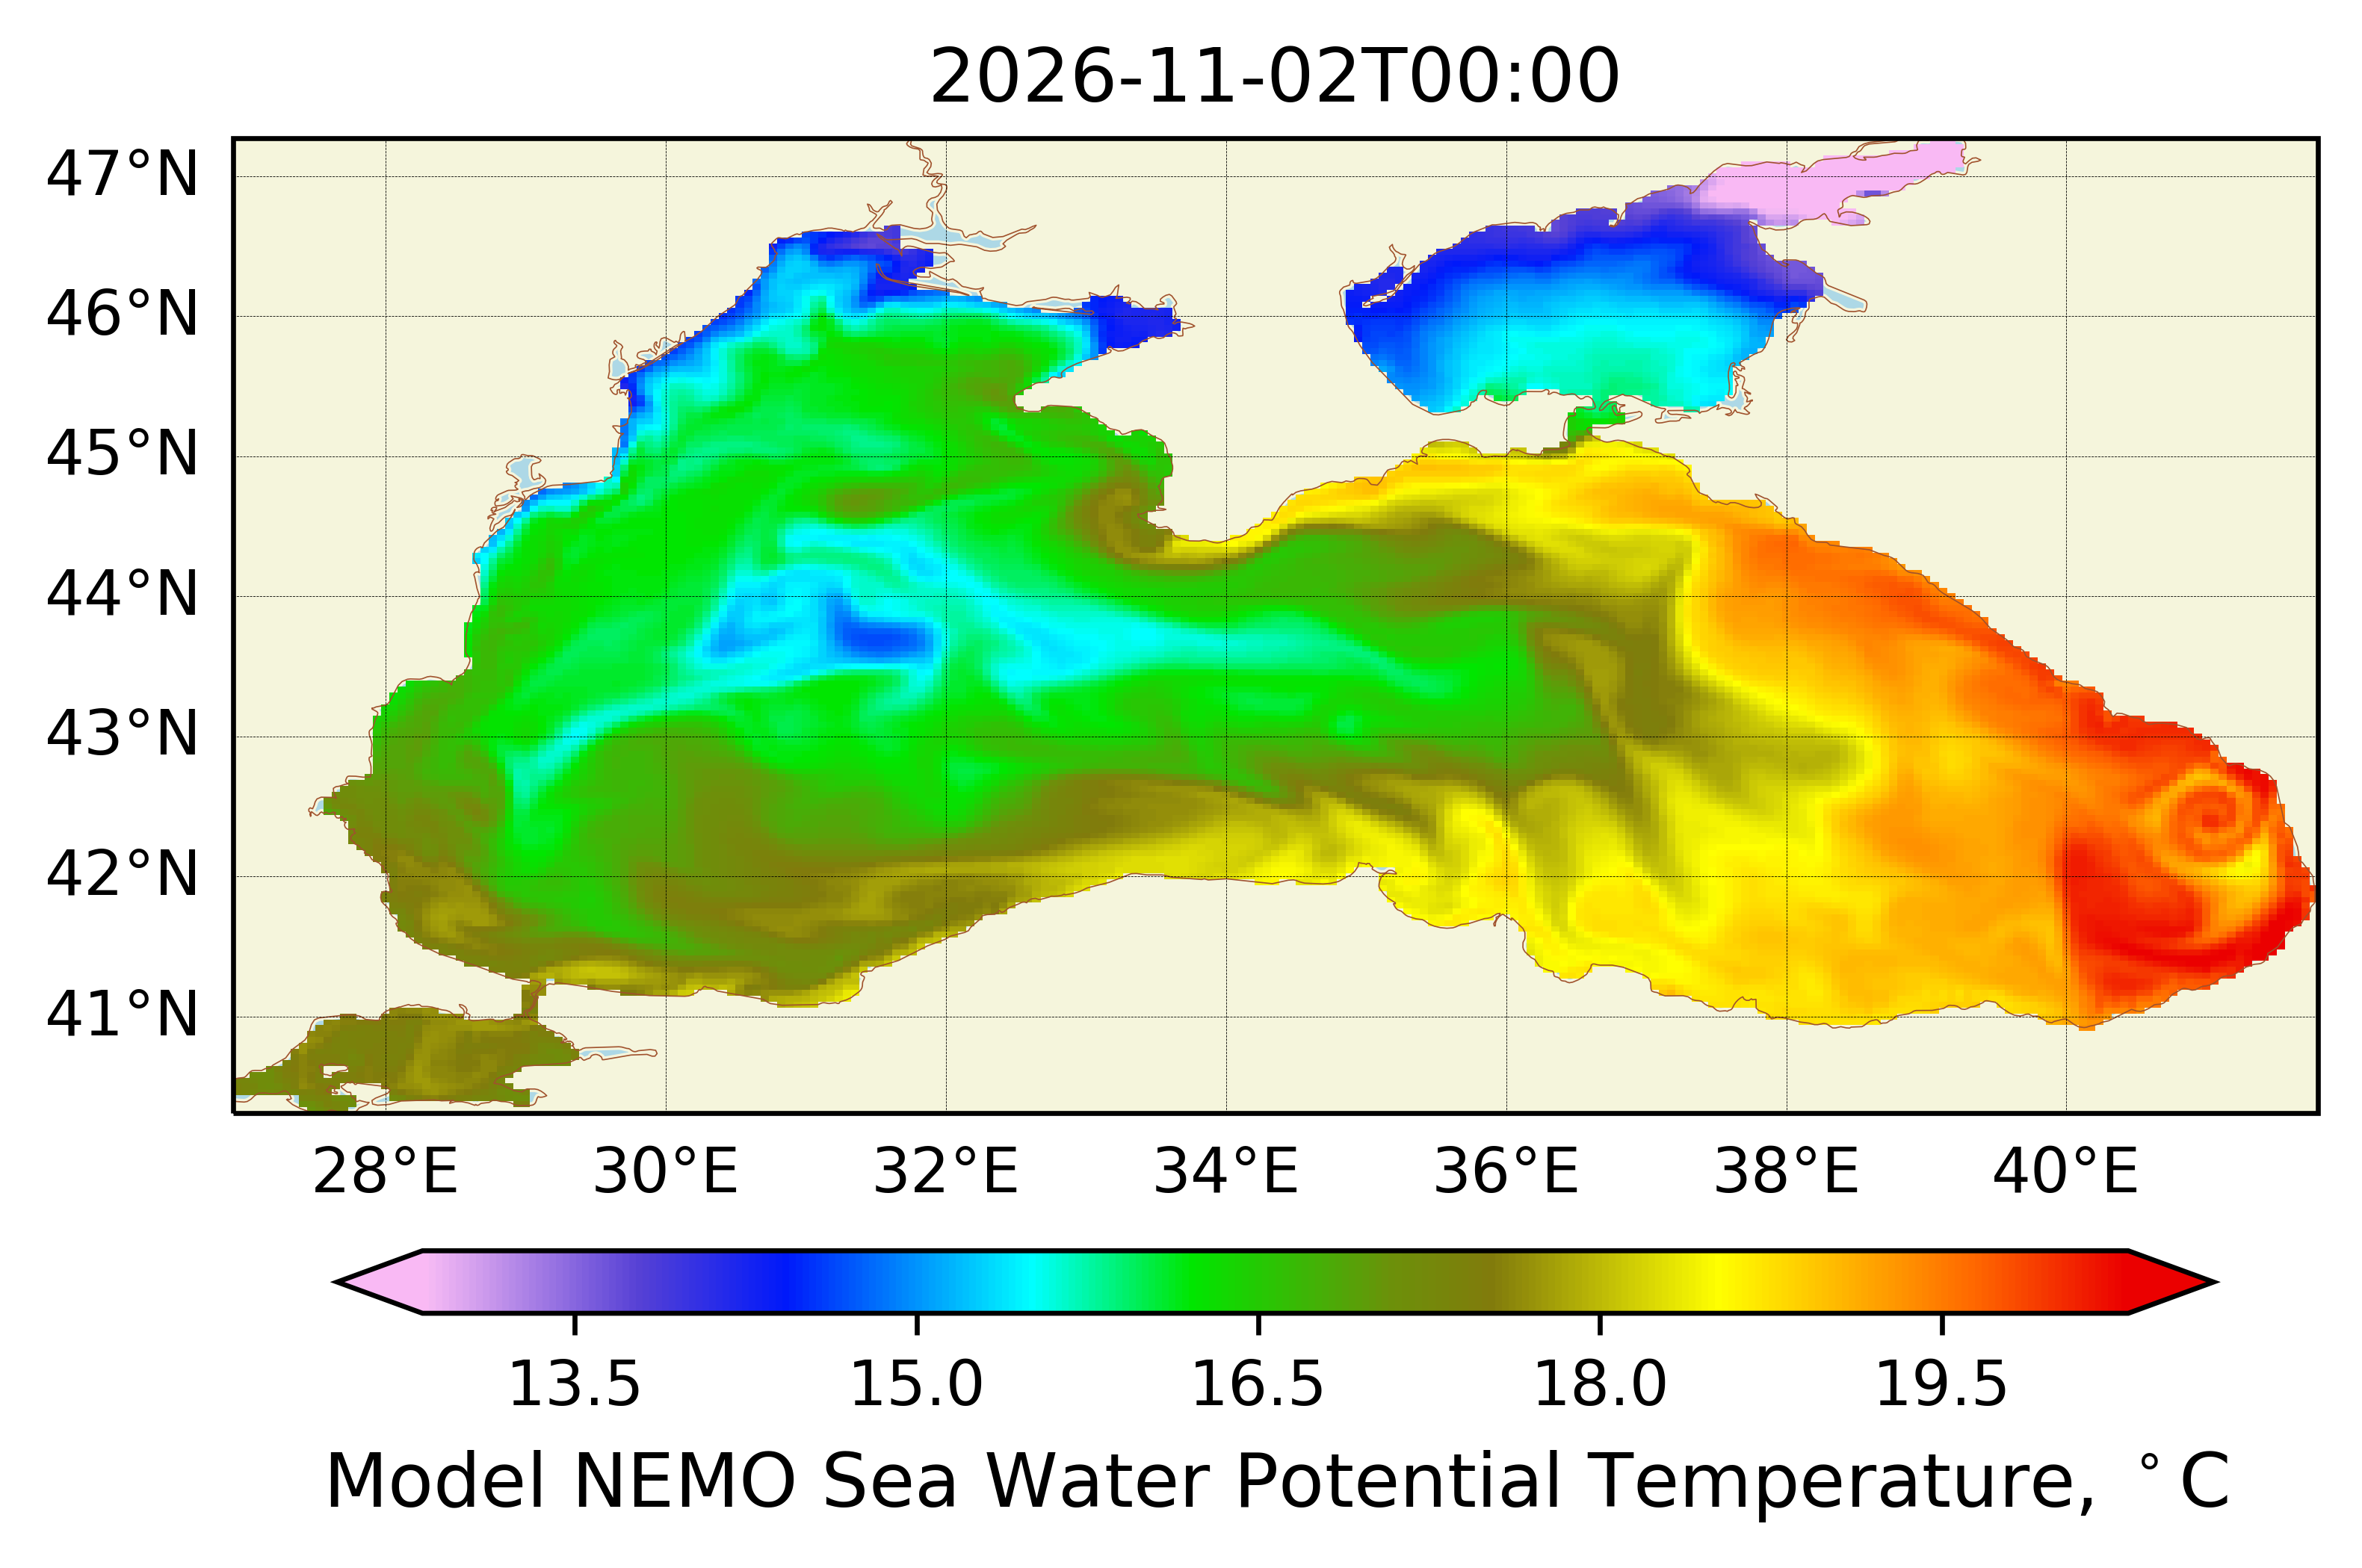 2026-11-02T00:00
47°N
46°N
45°N
44°N
43°N
42°N
41°N
28°E 30°E 32°E 34°E 36°E 38°E 40°E
13.5 15.0 16.5 18.0 19.5
Model NEMO Sea Water Potential Temperature, °C